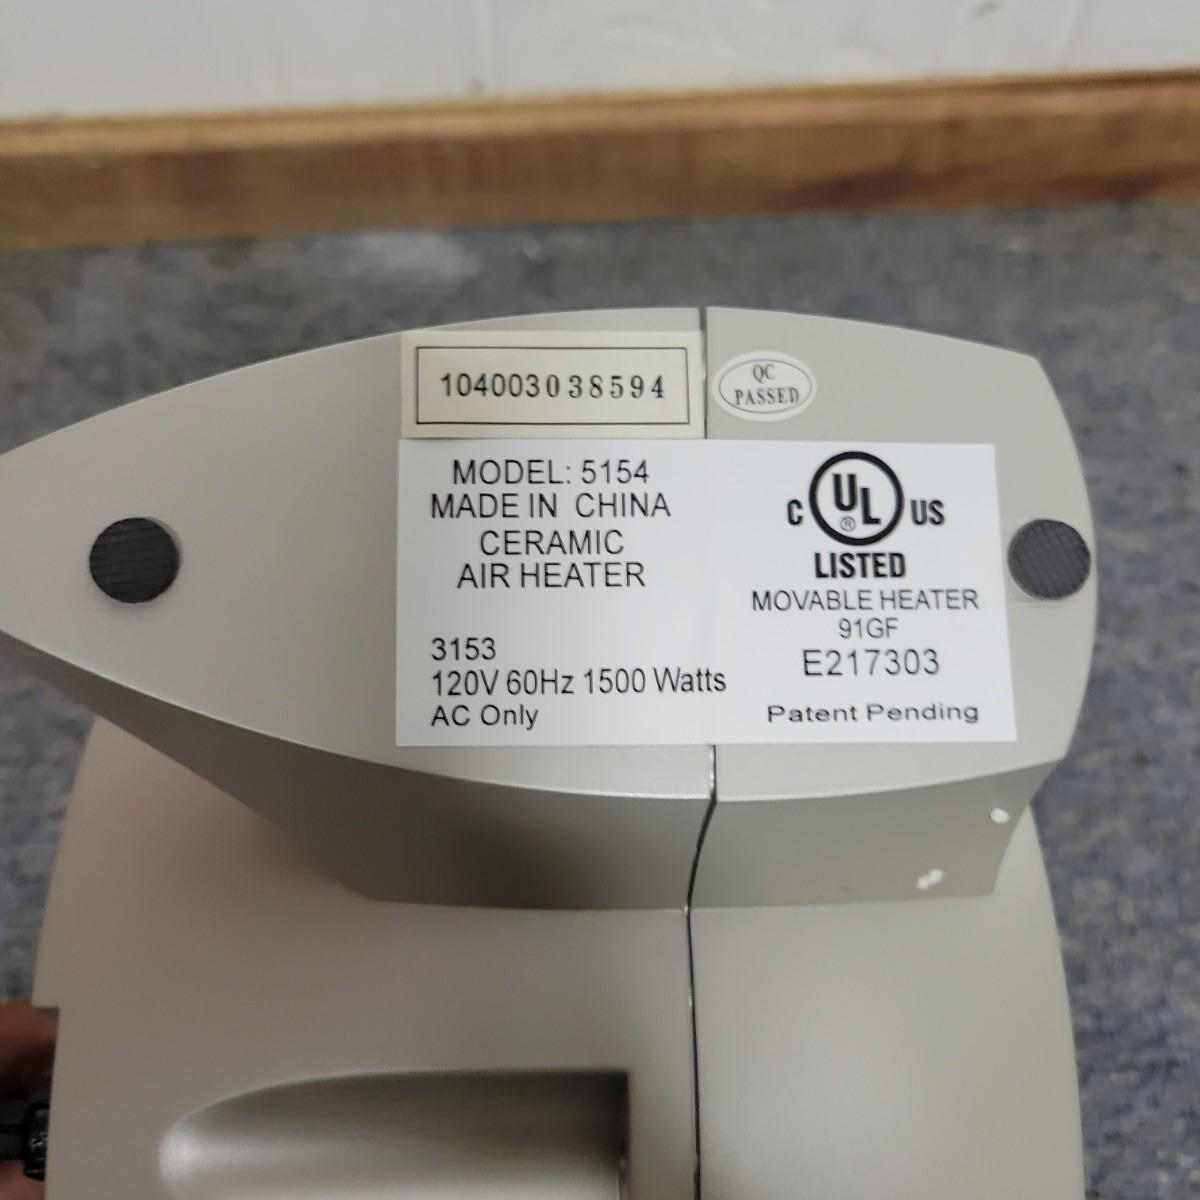 104003038594
QC
PASSED
MODEL: 5154
MADE IN CHINA
CERAMIC
AIR HEATER
3153
120V 60Hz 1500 Watts
AC Only
C UL® US
LISTED
MOVABLE HEATER
91GF
E217303
Patent Pending